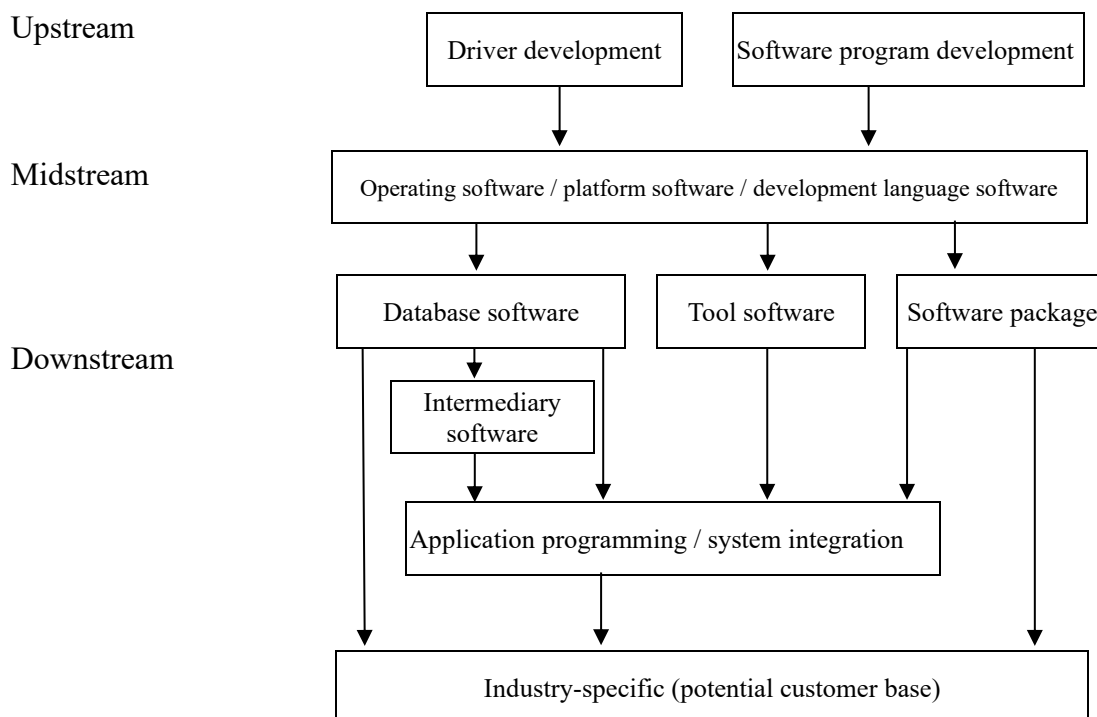 Upstream
Driver development
Software program development
Midstream
Operating software / platform software / development language software
Database software
Tool software
Software package
Downstream
Intermediary
software
Application programming / system integration
Industry-specific (potential customer base)